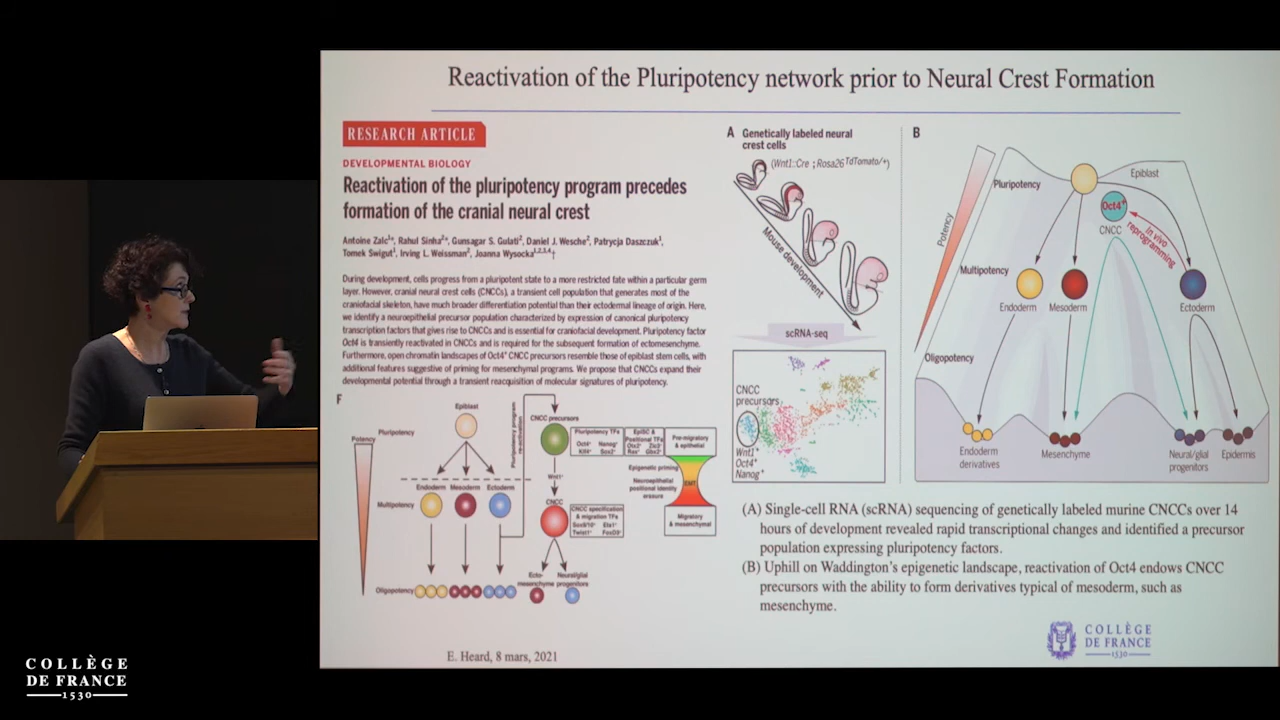 Reactivation of the Pluripotency network prior to Neural Crest Formation
RESEARCH ARTICLE
DEVELOPMENTAL BIOLOGY
Reactivation of the pluripotency program precedes
formation of the cranial neural crest
Antoine Zalc¹*, Rahul Sinha²*, Gunsagar S. Gulati², Daniel J. Wesche², Patrycja Daszczuk¹,
Tomek Swigut¹, Irving L. Weissman², Joanna Wysocka¹,²,³,⁴†
During development, cells progress from a pluripotent state to a more restricted fate within a particular germ
layer. However, cranial neural crest cells (CNCCs), a transient cell population that generates most of the
craniofacial skeleton, have much broader differentiation potential than their ectodermal lineage of origin. Here,
we identify a neuroepithelial precursor population characterized by expression of canonical pluripotency
transcription factors that gives rise to CNCCs and is essential for craniofacial development. Pluripotency factor
Oct4 is transiently reactivated in CNCCs and is required for the subsequent formation of ectomesenchyme.
Furthermore, open chromatin landscapes of Oct4⁺ CNCC precursors resemble those of epiblast stem cells, with
additional features suggestive of priming for mesenchymal programs. We propose that CNCCs expand their
developmental potential through a transient reacquisition of molecular signatures of pluripotency.
F
Potency
Pluripotency
Multipotency
Oligopotency
Epiblast
Endoderm Mesoderm Ectoderm
Pluripotency program
re-activation
CNCC precursors
Pluripotency TFs
Oct4⁺ Nanog⁺
Klf4⁺ Sox2⁺
EpiSC &
Positional TFs
Otx2⁺ Zic3⁺
Rax⁺ Gbx2⁺
Pre-migratory
& epithelial
Wnt1⁺
Epigenetic priming
Neuroepithelial
positional identity
erasure
EMT
CNCC
CNCC specification
& migration TFs
Sox9/10⁺ Ets1⁺
Twist1⁺ FoxD3⁺
Migratory
& mesenchymal
Ecto-
mesenchyme
Neural/glial
progenitors
A Genetically labeled neural
crest cells
(Wnt1::Cre ; Rosa26 TdTomato/+)
Mouse development
scRNA-seq
CNCC
precursors
Wnt1⁺
Oct4⁺
Nanog⁺
B
Potency
Pluripotency
Epiblast
Oct4⁺
CNCC
In vivo
reprogramming
Multipotency
Endoderm
Mesoderm
Ectoderm
Oligopotency
Endoderm
derivatives
Mesenchyme
Neural/glial
progenitors
Epidermis
(A) Single-cell RNA (scRNA) sequencing of genetically labeled murine CNCCs over 14
hours of development revealed rapid transcriptional changes and identified a precursor
population expressing pluripotency factors.
(B) Uphill on Waddington's epigenetic landscape, reactivation of Oct4 endows CNCC
precursors with the ability to form derivatives typical of mesoderm, such as
mesenchyme.
E. Heard, 8 mars, 2021
COLLÈGE
DE FRANCE
1530
COLLÈGE
DE FRANCE
1530